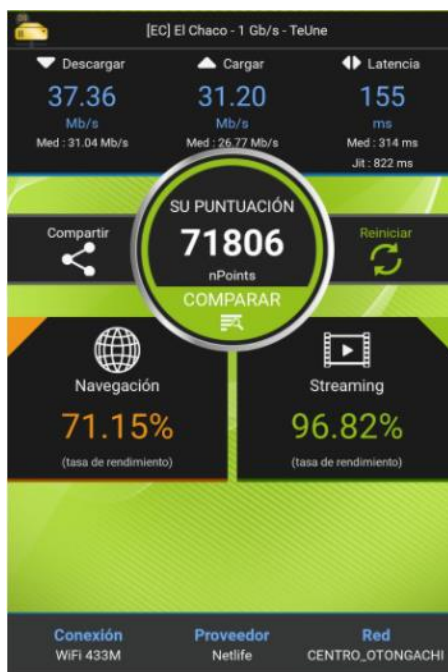 [EC] El Chaco - 1 Gb/s - TeUne
Descargar
37.36
Mb/s
Med : 31.04 Mb/s
Cargar
31.20
Mb/s
Med : 26.77 Mb/s
Latencia
155
ms
Med : 314 ms
Jit : 822 ms
SU PUNTUACIÓN
71806
nPoints
COMPARAR
Compartir
Reiniciar
Navegación
71.15%
(tasa de rendimiento)
Streaming
96.82%
(tasa de rendimiento)
Conexión
WiFi 433M
Proveedor
Netlife
Red
CENTRO_OTONGACHI